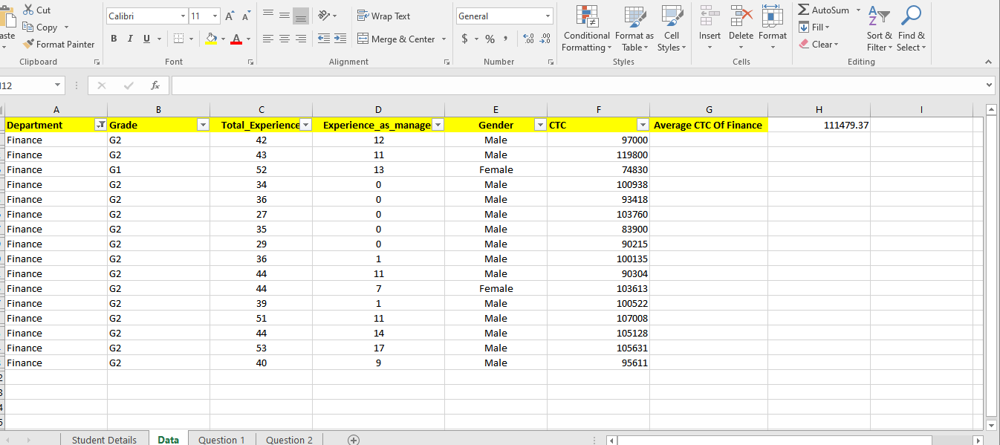 Cut
Copy
Format Painter
Clipboard
Calibri 11 A A
B I U A
Font
Wrap Text
Merge & Center
Alignment
General
$ % , .00
Number
Conditional Formatting
Format as Table
Cell Styles
Styles
Insert
Delete
Format
Cells
AutoSum
Fill
Clear
Sort & Filter
Find & Select
Editing
fx
A B C D E F G H I
Department Grade Total_Experience Experience_as_manage Gender CTC Average CTC Of Finance 111479.37
Finance G2 42 12 Male 97000
Finance G2 43 11 Male 119800
Finance G1 52 13 Female 74830
Finance G2 34 0 Male 100938
Finance G2 36 0 Male 93418
Finance G2 27 0 Male 103760
Finance G2 35 0 Male 83900
Finance G2 29 0 Male 90215
Finance G2 36 1 Male 100135
Finance G2 44 11 Male 90304
Finance G2 44 7 Female 103613
Finance G2 39 1 Male 100522
Finance G2 51 11 Male 107008
Finance G2 44 14 Male 105128
Finance G2 53 17 Male 105631
Finance G2 40 9 Male 95611
Student Details Data Question 1 Question 2